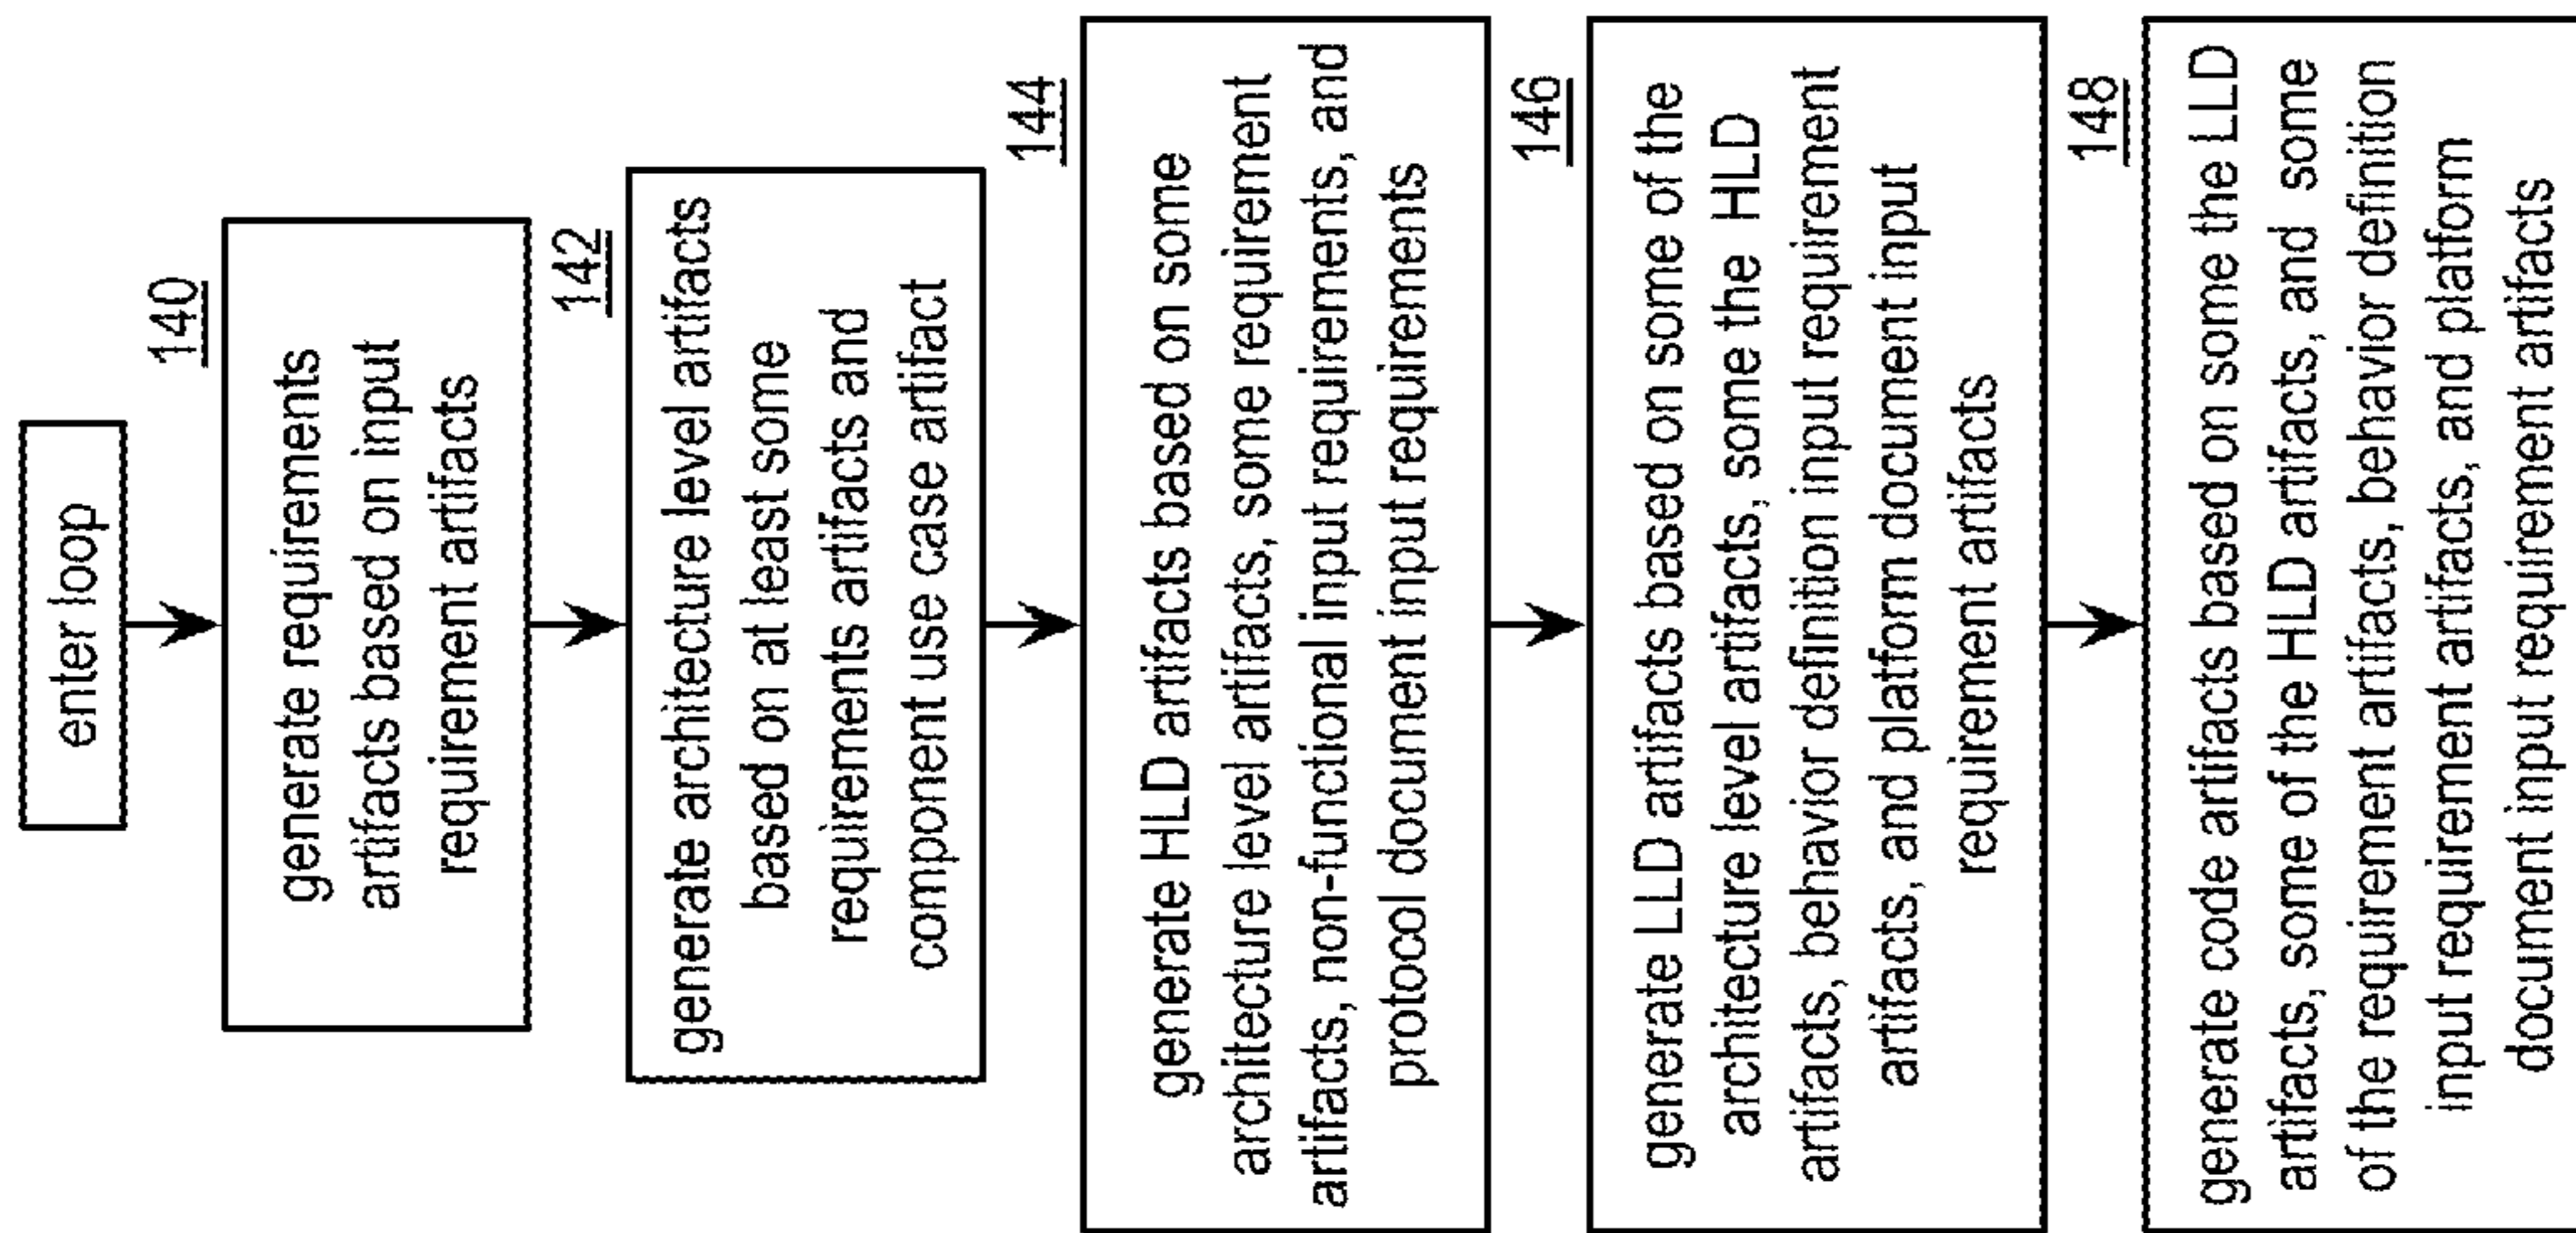 enter loop
140
generate requirements
artifacts based on input
requirement artifacts
142
generate architecture level artifacts
based on at least some
requirements artifacts and
component use case artifact
144
generate HLD artifacts based on some
architecture level artifacts, some requirement
artifacts, non-functional input requirements, and
protocol document input requirements
146
generate LLD artifacts based on some of the
architecture level artifacts, some the HLD
artifacts, behavior definition input requirement
artifacts, and platform document input
requirement artifacts
148
generate code artifacts based on some the LLD
artifacts, some of the HLD artifacts, and some
of the requirement artifacts, behavior definition
input requirement artifacts, and platform
document input requirement artifacts